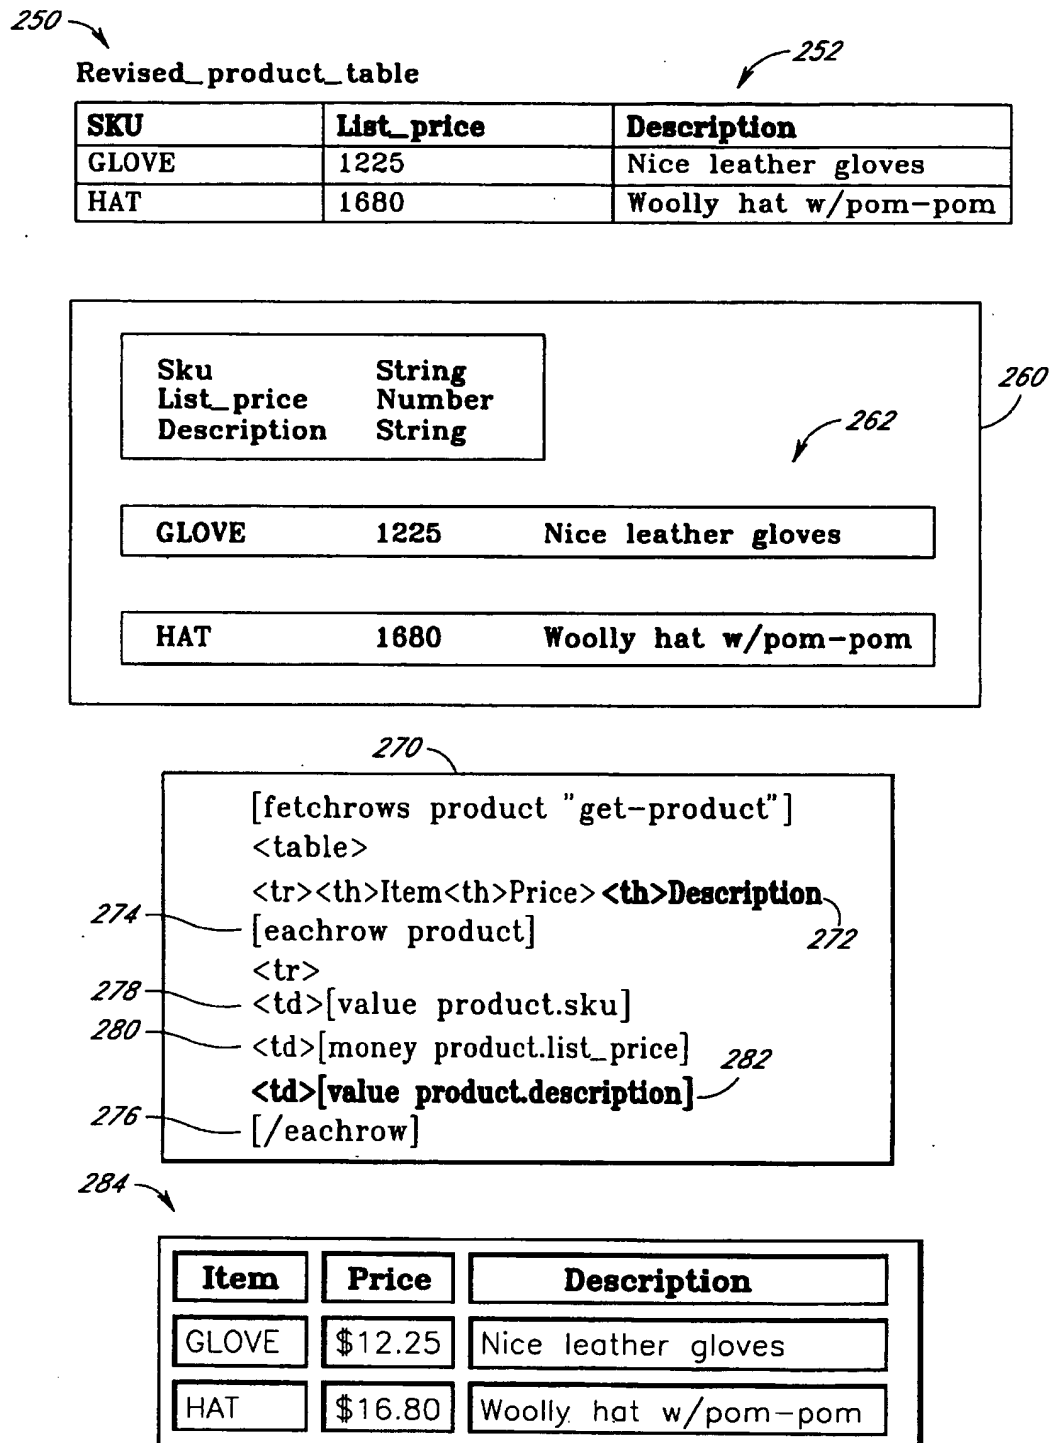 250
252
Revised_product_table
SKU List_price Description
GLOVE 1225 Nice leather gloves
HAT 1680 Woolly hat w/pom-pom
260
262
Sku String
List_price Number
Description String
GLOVE 1225 Nice leather gloves
HAT 1680 Woolly hat w/pom-pom
270
[fetchrows product "get-product"]
<table>
<tr><th>Item<th>Price><th>Description
272
274
[eachrow product]
<tr>
278
<td>[value product.sku]
280
<td>[money product.list_price]
282
<td>[value product.description]
276
[/eachrow]
284
Item Price Description
GLOVE $12.25 Nice leather gloves
HAT $16.80 Woolly hat w/pom-pom